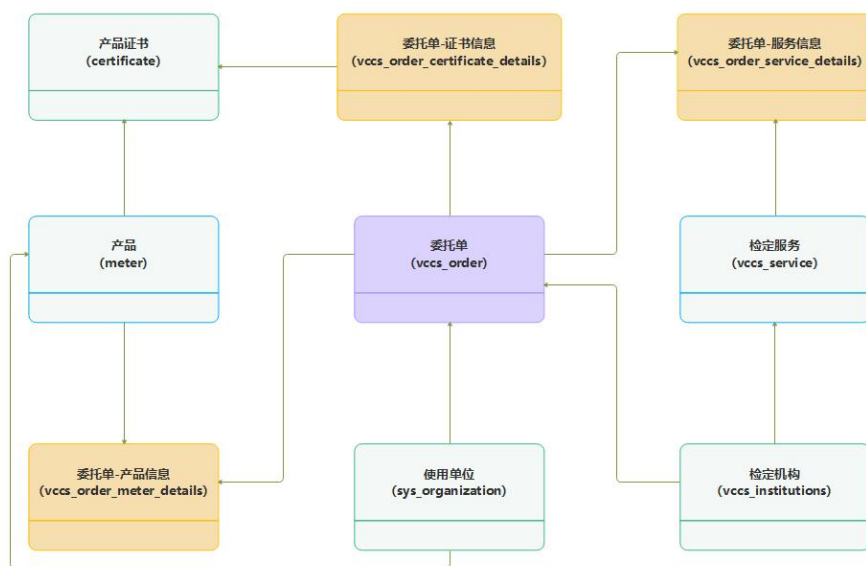 产品证书
(certificate)
委托单-证书信息
(vccs_order_certificate_details)
委托单-服务信息
(vccs_order_service_details)
产品
(meter)
委托单
(vccs_order)
检定服务
(vccs_service)
委托单-产品信息
(vccs_order_meter_details)
使用单位
(sys_organization)
检定机构
(vccs_institutions)